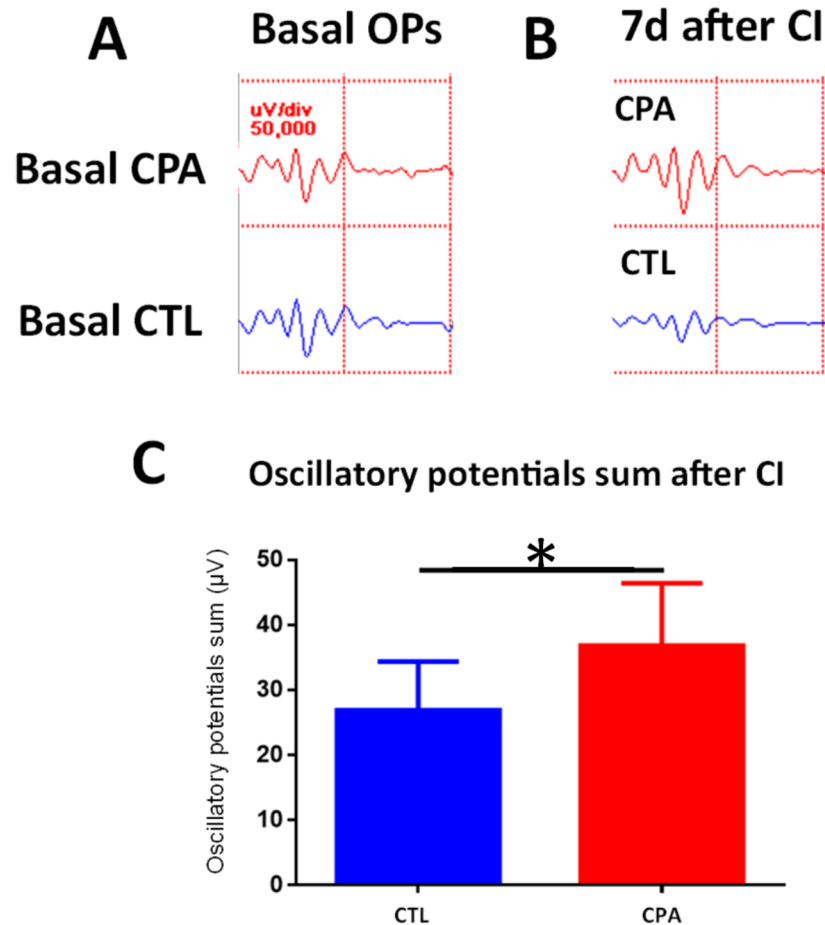 A Basal OPs
B 7d after CI
uV/div
50,000
Basal CPA
CPA
Basal CTL
CTL
C Oscillatory potentials sum after CI
Oscillatory potentials sum (µV)
50
40
30
20
10
0
*
CTL
CPA